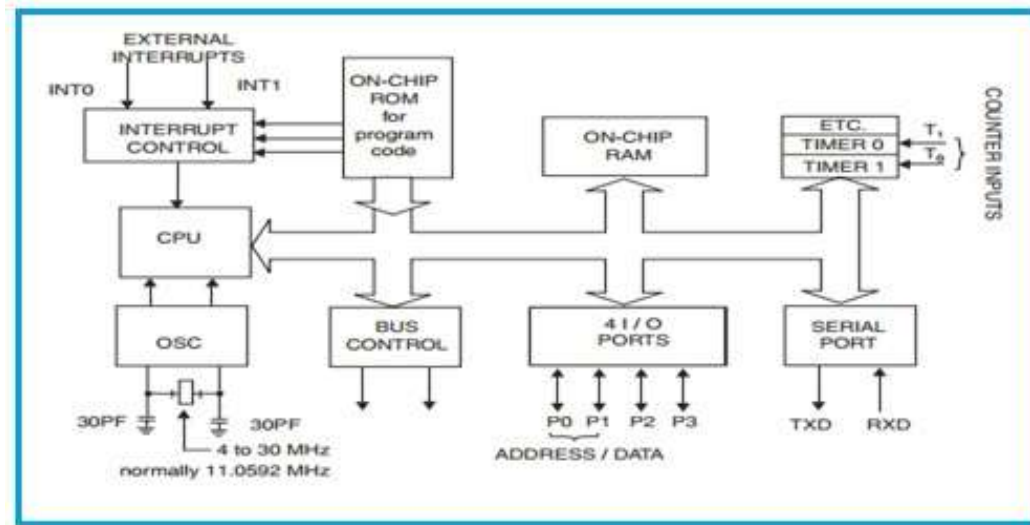 EXTERNAL
INTERRUPTS
INT0
INT1
INTERRUPT
CONTROL
ON-CHIP
ROM
for
program
code
ON-CHIP
RAM
ETC.
TIMER 0
TIMER 1
T1
T0
COUNTER INPUTS
CPU
OSC
BUS
CONTROL
4 I / O
PORTS
SERIAL
PORT
30PF
30PF
4 to 30 MHz
normally 11.0592 MHz
P0 P1 P2 P3
ADDRESS / DATA
TXD RXD